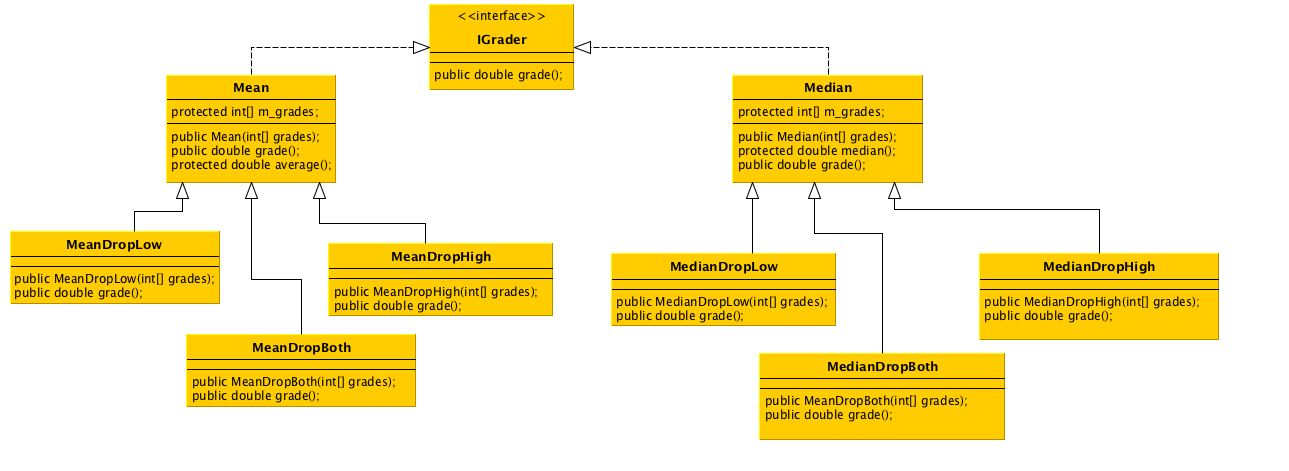 <<interface>>
IGrader
public double grade();
Mean
protected int[] m_grades;
public Mean(int[] grades);
public double grade();
protected double average();
Median
protected int[] m_grades;
public Median(int[] grades);
protected double median();
public double grade();
MeanDropLow
public MeanDropLow(int[] grades);
public double grade();
MeanDropHigh
public MeanDropHigh(int[] grades);
public double grade();
MedianDropLow
public MedianDropLow(int[] grades);
public double grade();
MedianDropHigh
public MedianDropHigh(int[] grades);
public double grade();
MeanDropBoth
public MeanDropBoth(int[] grades);
public double grade();
MedianDropBoth
public MeanDropBoth(int[] grades);
public double grade();